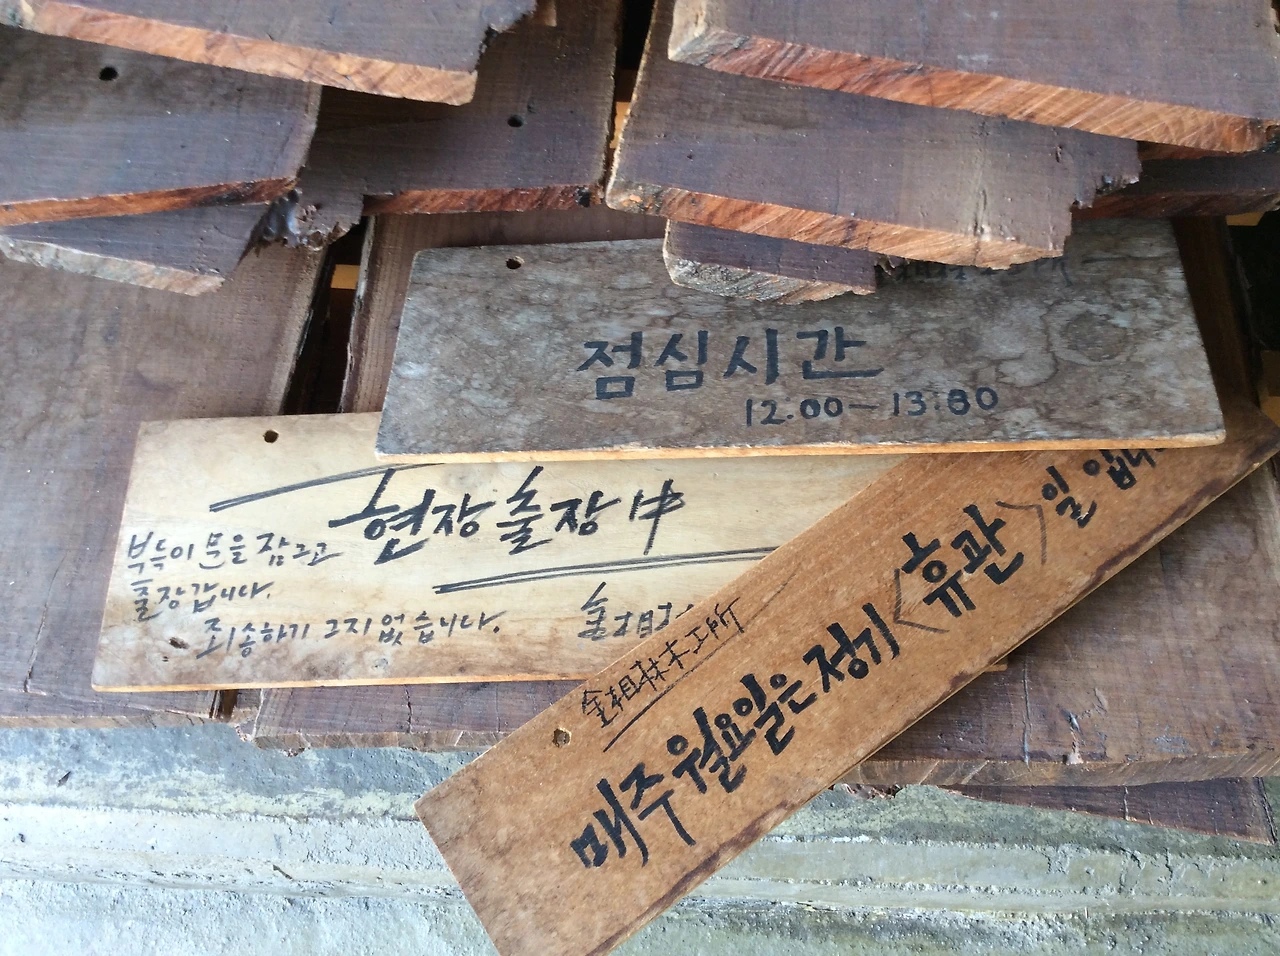 점심시간
12:00-13:00
현장출장中
부득이 문을 잠그고
출장갑니다.
죄송하기 그지없습니다.
金相林木工所
매주 월요일은 정기 <휴관> 일 입니